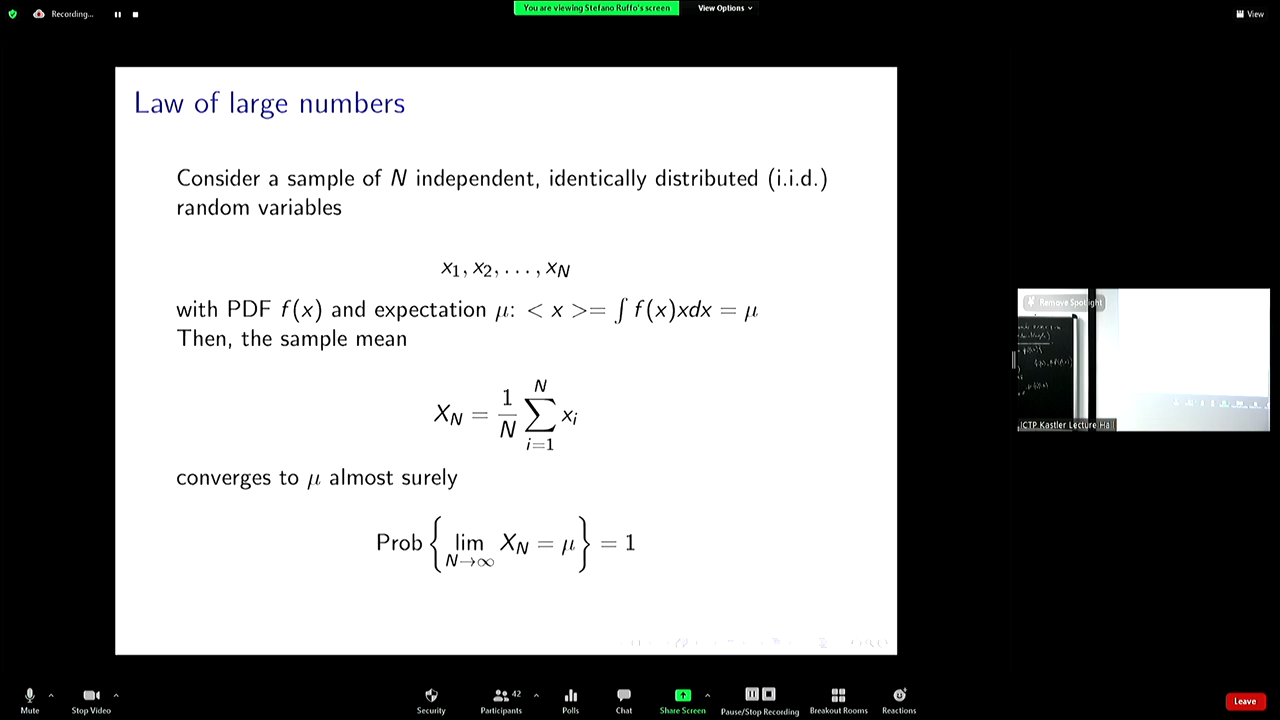 Recording...
You are viewing Stefano Ruffo's screen
View Options
View
Law of large numbers
Consider a sample of N independent, identically distributed (i.i.d.)
random variables
x₁, x₂, . . . , x_N
with PDF f(x) and expectation μ: < x >= ∫ f(x)xdx = μ
Then, the sample mean
X_N = 1/N ∑_{i=1}^{N} x_i
converges to μ almost surely
Prob { lim_{N→∞} X_N = μ } = 1
Remove Spotlight
ICTP Kastler Lecture Hall
Mute
Stop Video
Security
Participants
42
Polls
Chat
Share Screen
Pause/Stop Recording
Breakout Rooms
Reactions
Leave